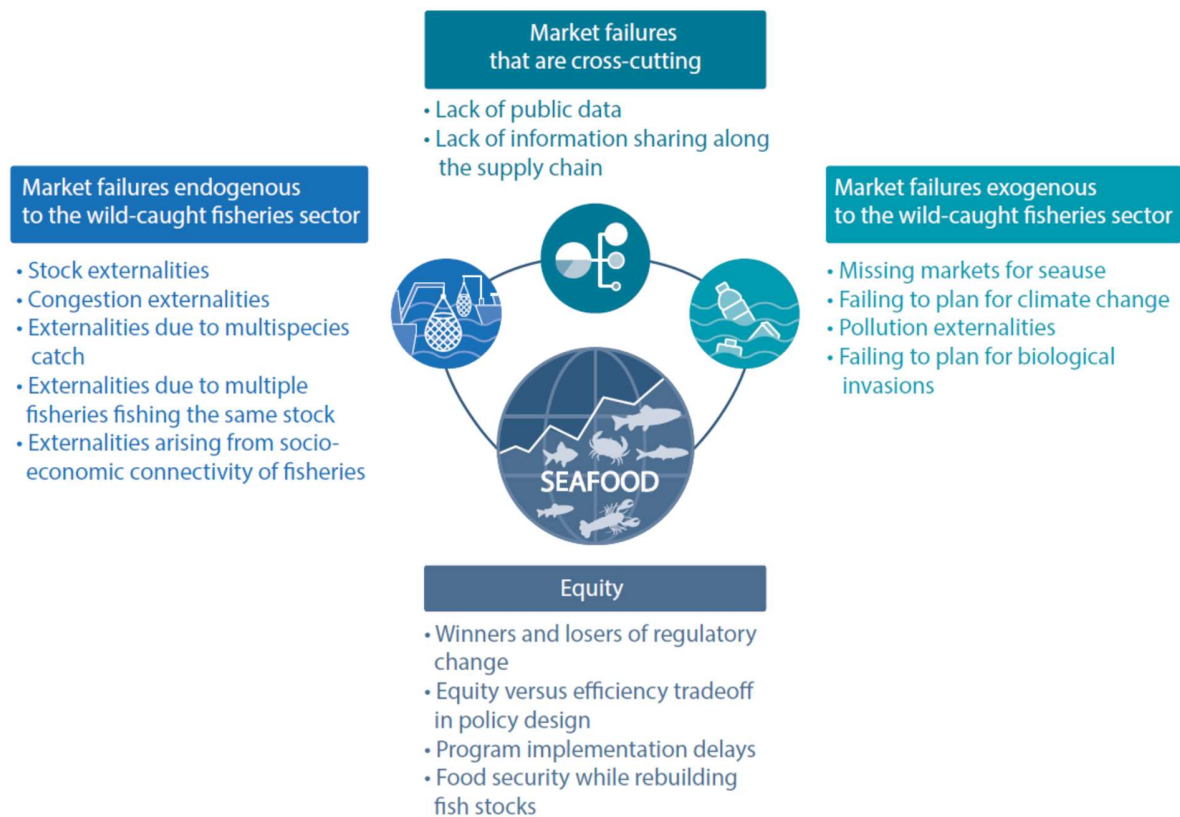 Market failures
that are cross-cutting
• Lack of public data
• Lack of information sharing along
the supply chain
Market failures endogenous
to the wild-caught fisheries sector
• Stock externalities
• Congestion externalities
• Externalities due to multispecies
catch
• Externalities due to multiple
fisheries fishing the same stock
• Externalities arising from socio-
economic connectivity of fisheries
Market failures exogenous
to the wild-caught fisheries sector
• Missing markets for seause
• Failing to plan for climate change
• Pollution externalities
• Failing to plan for biological
invasions
SEAFOOD
Equity
• Winners and losers of regulatory
change
• Equity versus efficiency tradeoff
in policy design
• Program implementation delays
• Food security while rebuilding
fish stocks